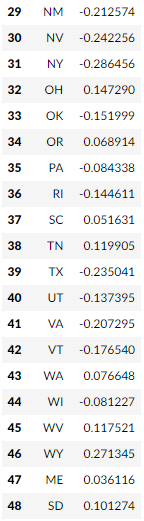 29 NM -0.212574
30 NV -0.242256
31 NY -0.286456
32 OH 0.147290
33 OK -0.151999
34 OR 0.068914
35 PA -0.084338
36 RI -0.144611
37 SC 0.051631
38 TN 0.119905
39 TX -0.235041
40 UT -0.137395
41 VA -0.207295
42 VT -0.176540
43 WA 0.076648
44 WI -0.081227
45 WV 0.117521
46 WY 0.271345
47 ME 0.036116
48 SD 0.101274